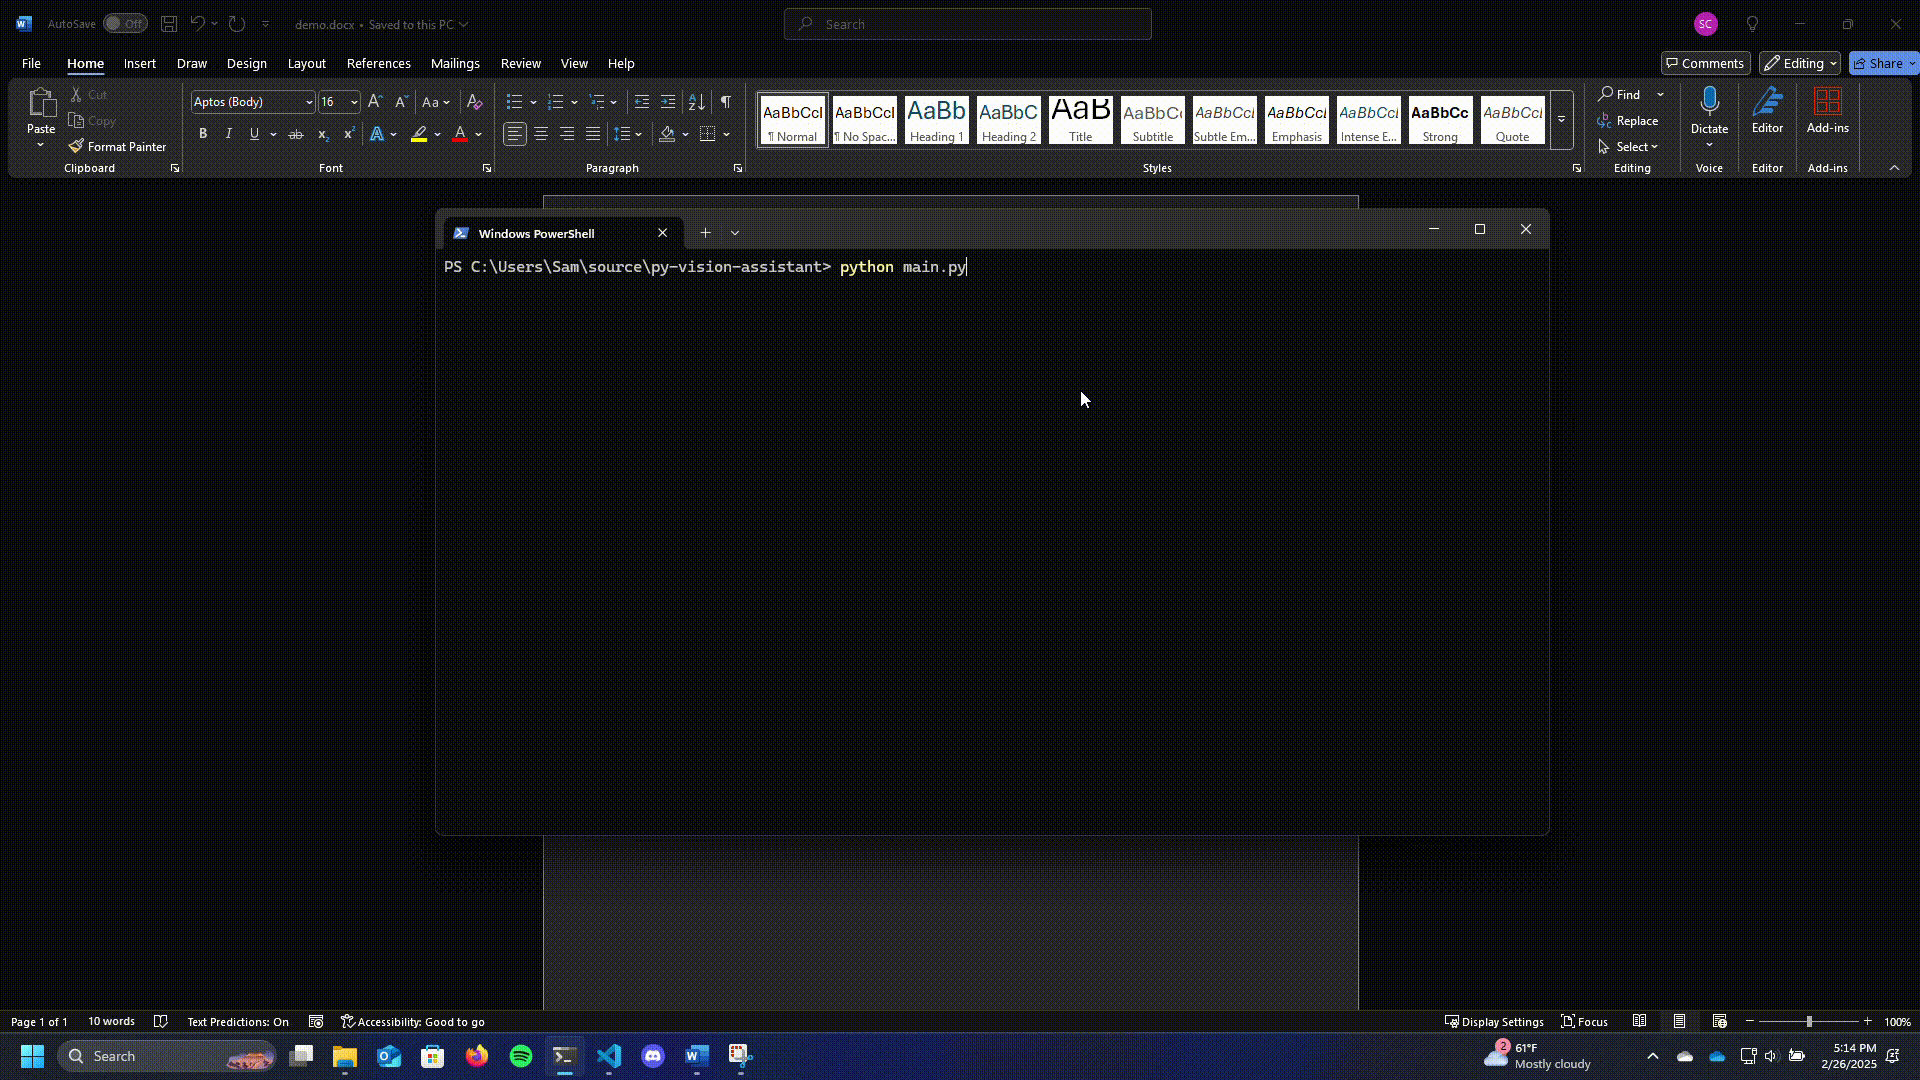 AutoSave Off demo.docx • Saved to this PC Search SC
File Home Insert Draw Design Layout References Mailings Review View Help Comments Editing Share
Paste Cut Copy Format Painter Clipboard
Aptos (Body) 16 Aa Font
Paragraph
AaBbCcI AaBbCcI AaBb AaBbC AaB AaBbCc AaBbCcI AaBbCcI AaBbCcI AaBbCc AaBbCcI
¶ Normal ¶ No Spac... Heading 1 Heading 2 Title Subtitle Subtle Em... Emphasis Intense E... Strong Quote
Styles
Find
Replace
Select
Editing
Dictate
Voice
Editor
Editor
Add-ins
Add-ins
Windows PowerShell
PS C:\Users\Sam\source\py-vision-assistant> python main.py
Page 1 of 1 10 words Text Predictions: On Accessibility: Good to go Display Settings Focus 100%
Search
2
61°F
Mostly cloudy
5:14 PM
2/26/2025